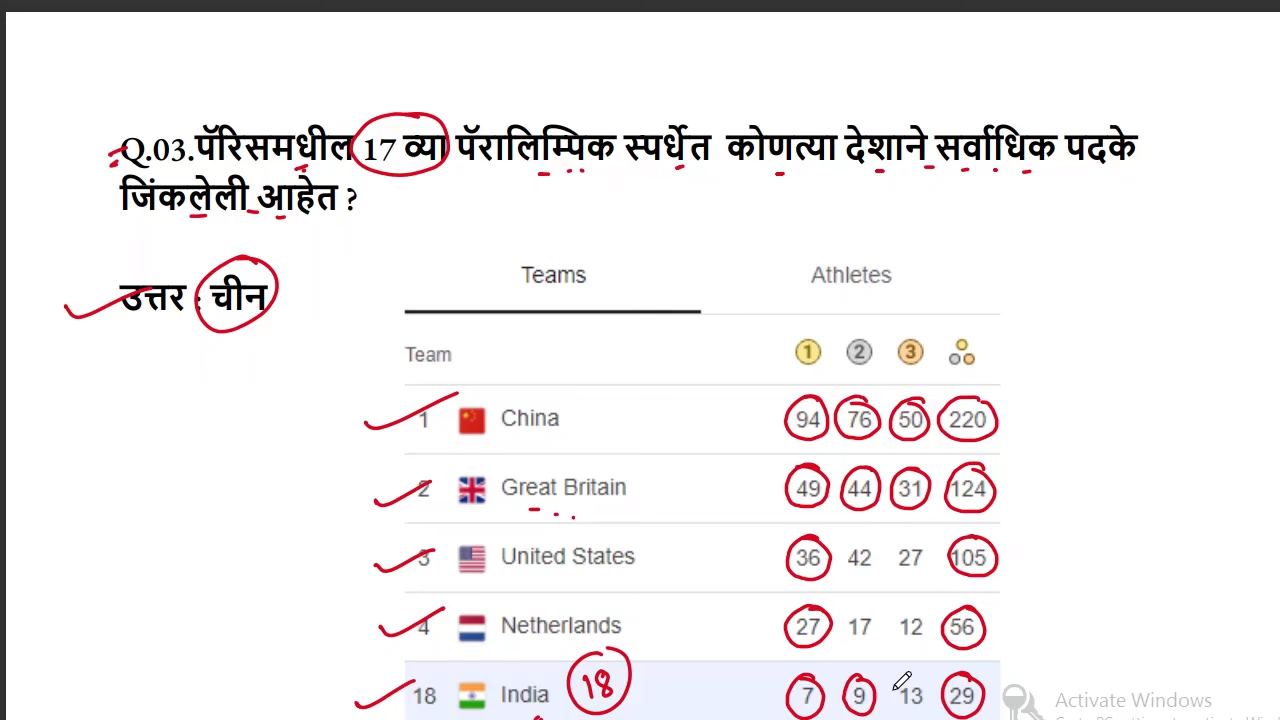 Q.03.पॅरिसमधील 17 व्या पॅरालिम्पिक स्पर्धेत कोणत्या देशाने सर्वाधिक पदके
जिंकलेली आहेत ?
उत्तर : चीन
Teams Athletes
Team 1 2 3
1 China 94 76 50 220
2 Great Britain 49 44 31 124
3 United States 36 42 27 105
4 Netherlands 27 17 12 56
18 India 18 7 9 13 29
Activate Windows